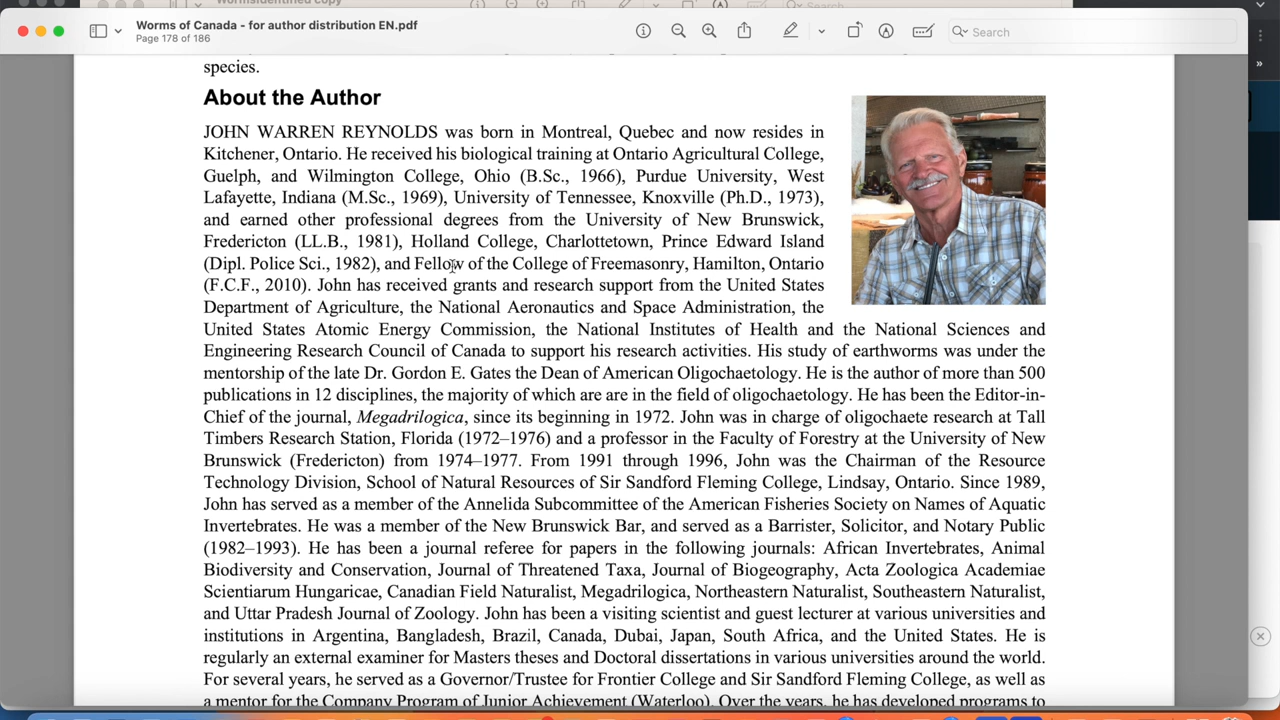 Wormsidentified copy
Search
Worms of Canada - for author distribution EN.pdf
Page 178 of 186
Search
species.
About the Author
JOHN WARREN REYNOLDS was born in Montreal, Quebec and now resides in
Kitchener, Ontario. He received his biological training at Ontario Agricultural College,
Guelph, and Wilmington College, Ohio (B.Sc., 1966), Purdue University, West
Lafayette, Indiana (M.Sc., 1969), University of Tennessee, Knoxville (Ph.D., 1973),
and earned other professional degrees from the University of New Brunswick,
Fredericton (LL.B., 1981), Holland College, Charlottetown, Prince Edward Island
(Dipl. Police Sci., 1982), and Fellow of the College of Freemasonry, Hamilton, Ontario
(F.C.F., 2010). John has received grants and research support from the United States
Department of Agriculture, the National Aeronautics and Space Administration, the
United States Atomic Energy Commission, the National Institutes of Health and the National Sciences and
Engineering Research Council of Canada to support his research activities. His study of earthworms was under the
mentorship of the late Dr. Gordon E. Gates the Dean of American Oligochaetology. He is the author of more than 500
publications in 12 disciplines, the majority of which are are in the field of oligochaetology. He has been the Editor-in-
Chief of the journal, Megadrilogica, since its beginning in 1972. John was in charge of oligochaete research at Tall
Timbers Research Station, Florida (1972–1976) and a professor in the Faculty of Forestry at the University of New
Brunswick (Fredericton) from 1974–1977. From 1991 through 1996, John was the Chairman of the Resource
Technology Division, School of Natural Resources of Sir Sandford Fleming College, Lindsay, Ontario. Since 1989,
John has served as a member of the Annelida Subcommittee of the American Fisheries Society on Names of Aquatic
Invertebrates. He was a member of the New Brunswick Bar, and served as a Barrister, Solicitor, and Notary Public
(1982–1993). He has been a journal referee for papers in the following journals: African Invertebrates, Animal
Biodiversity and Conservation, Journal of Threatened Taxa, Journal of Biogeography, Acta Zoologica Academiae
Scientiarum Hungaricae, Canadian Field Naturalist, Megadrilogica, Northeastern Naturalist, Southeastern Naturalist,
and Uttar Pradesh Journal of Zoology. John has been a visiting scientist and guest lecturer at various universities and
institutions in Argentina, Bangladesh, Brazil, Canada, Dubai, Japan, South Africa, and the United States. He is
regularly an external examiner for Masters theses and Doctoral dissertations in various universities around the world.
For several years, he served as a Governor/Trustee for Frontier College and Sir Sandford Fleming College, as well as
a mentor for the Company Program of Junior Achievement (Waterloo). Over the years, he has developed programs to